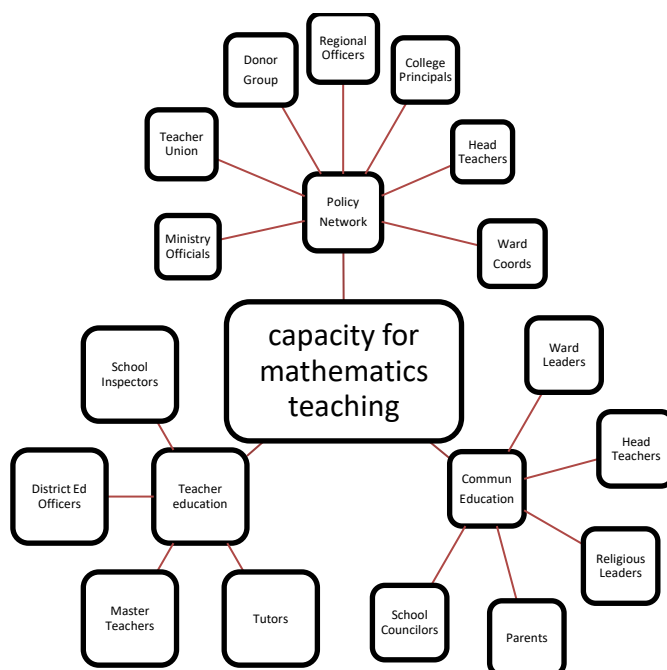 Regional
Officers
Donor
Group
College
Principals
Teacher
Union
Head
Teachers
Policy
Network
Ministry
Officials
Ward
Coords
capacity for
mathematics
teaching
School
Inspectors
Ward
Leaders
Head
Teachers
District Ed
Officers
Teacher
education
Commun
Education
Religious
Leaders
Master
Teachers
Tutors
School
Councilors
Parents